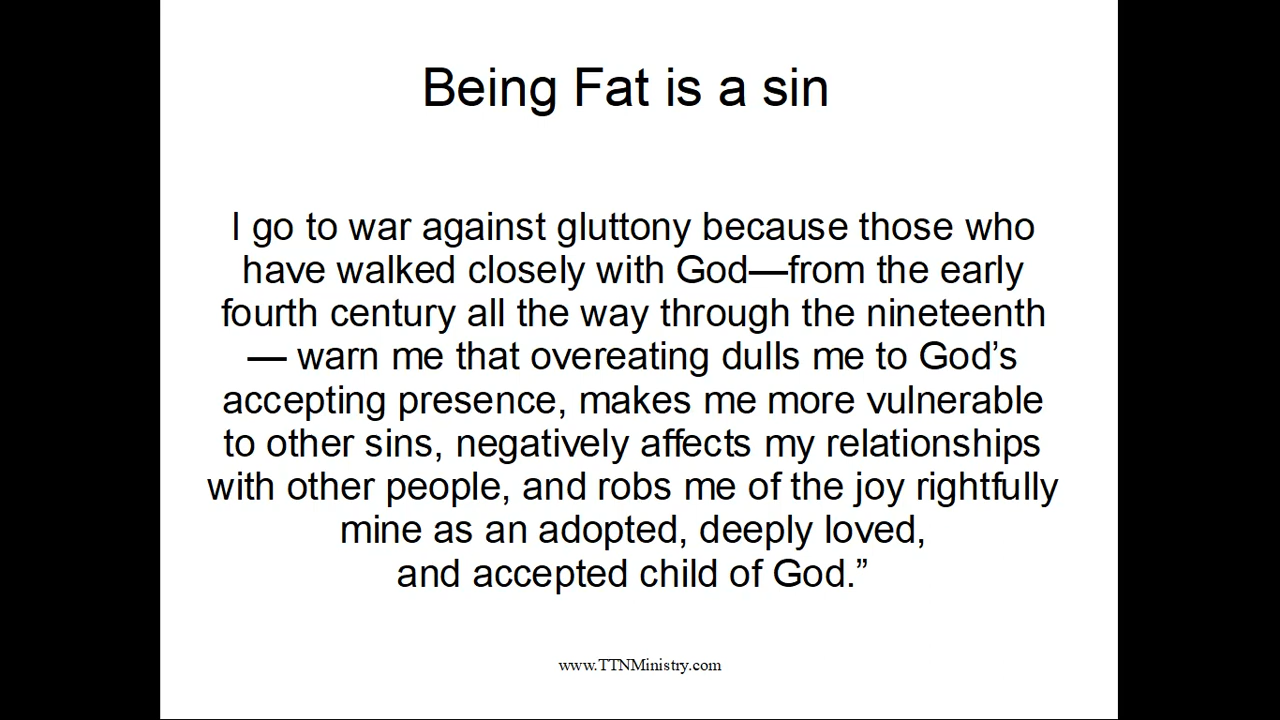 Being Fat is a sin
I go to war against gluttony because those who
have walked closely with God—from the early
fourth century all the way through the nineteenth
— warn me that overeating dulls me to God’s
accepting presence, makes me more vulnerable
to other sins, negatively affects my relationships
with other people, and robs me of the joy rightfully
mine as an adopted, deeply loved,
and accepted child of God.”
www.TTNMinistry.com